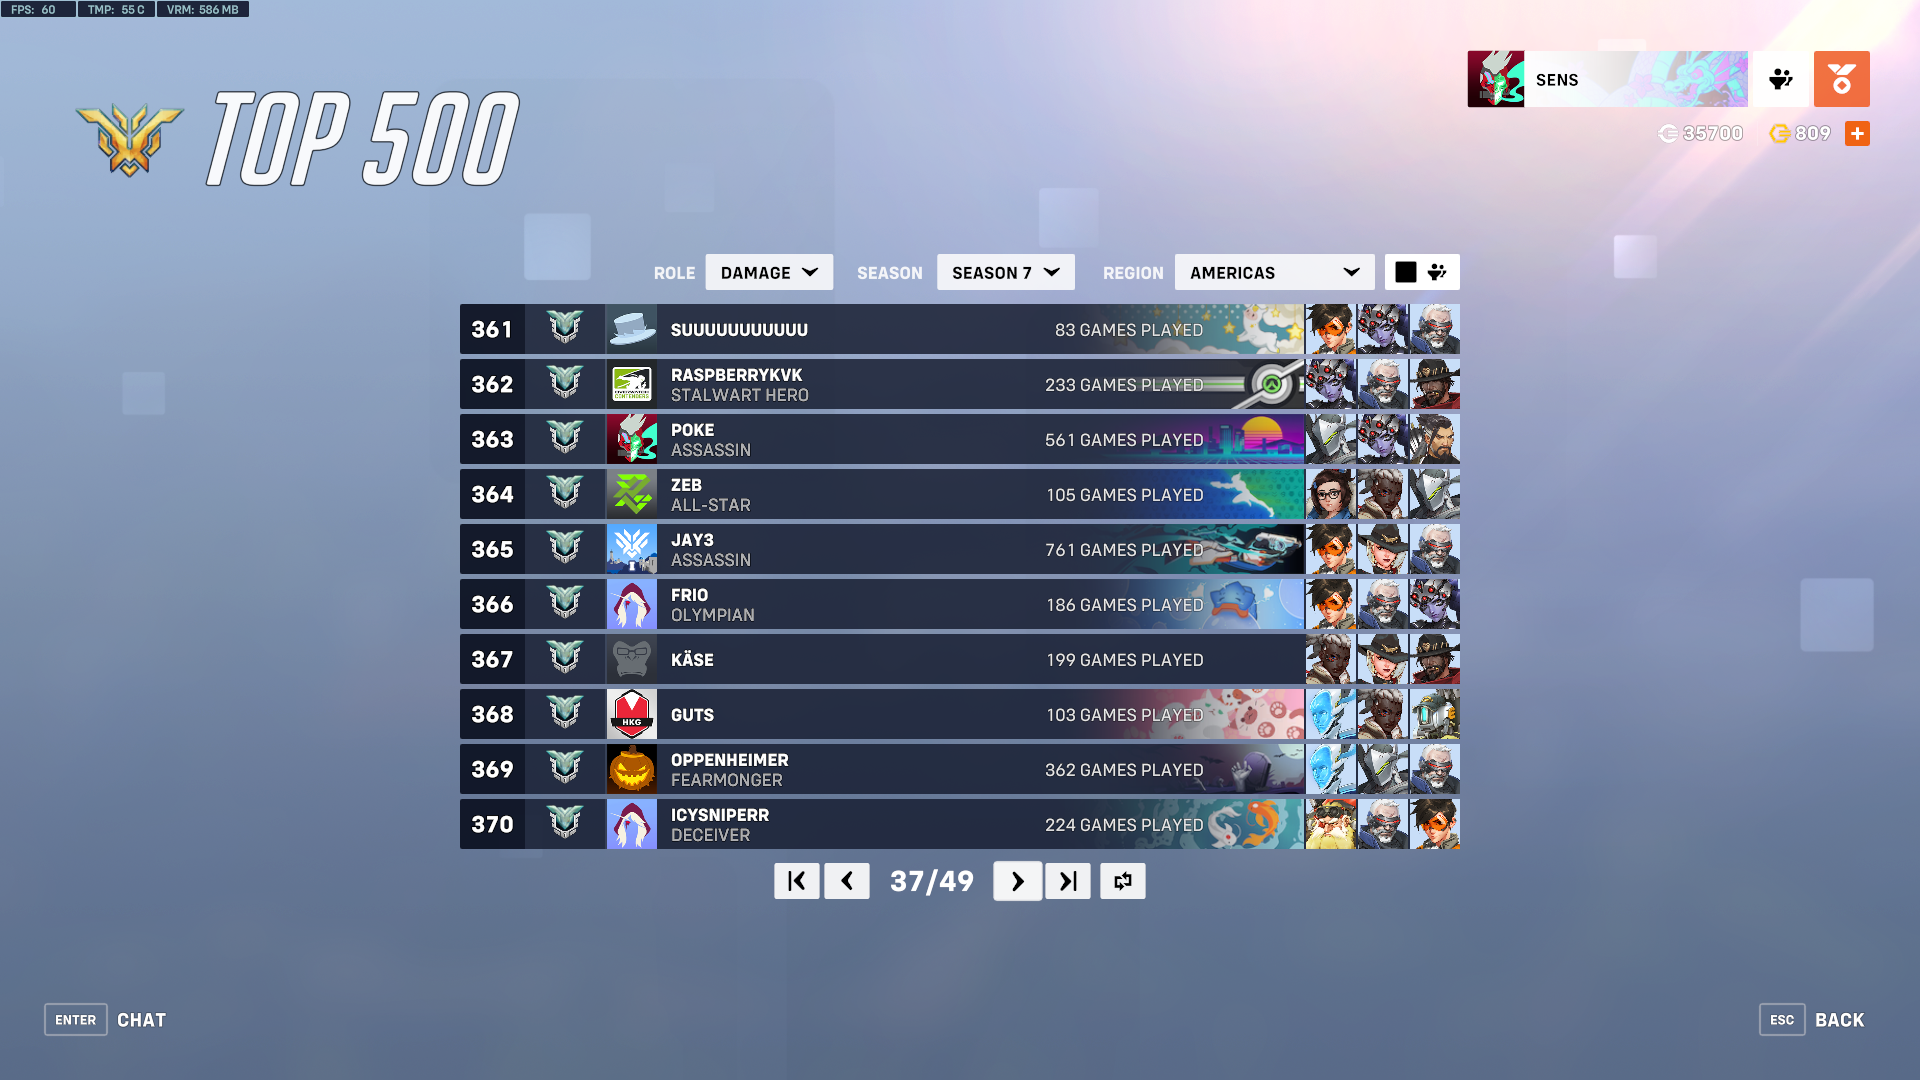 FPS: 60 TMP: 55 C VRM: 586 MB
TOP 500
SENS
35700 809
ROLE DAMAGE SEASON SEASON 7 REGION AMERICAS
361 SUUUUUUUUUUU 83 GAMES PLAYED
362 RASPBERRYKVK 233 GAMES PLAYED
STALWART HERO
363 POKE 561 GAMES PLAYED
ASSASSIN
364 ZEB 105 GAMES PLAYED
ALL-STAR
365 JAY3 761 GAMES PLAYED
ASSASSIN
366 FRIO 186 GAMES PLAYED
OLYMPIAN
367 KÄSE 199 GAMES PLAYED
368 HKG GUTS 103 GAMES PLAYED
369 OPPENHEIMER 362 GAMES PLAYED
FEARMONGER
370 ICYSNIPERR 224 GAMES PLAYED
DECEIVER
37/49
ENTER CHAT
ESC BACK